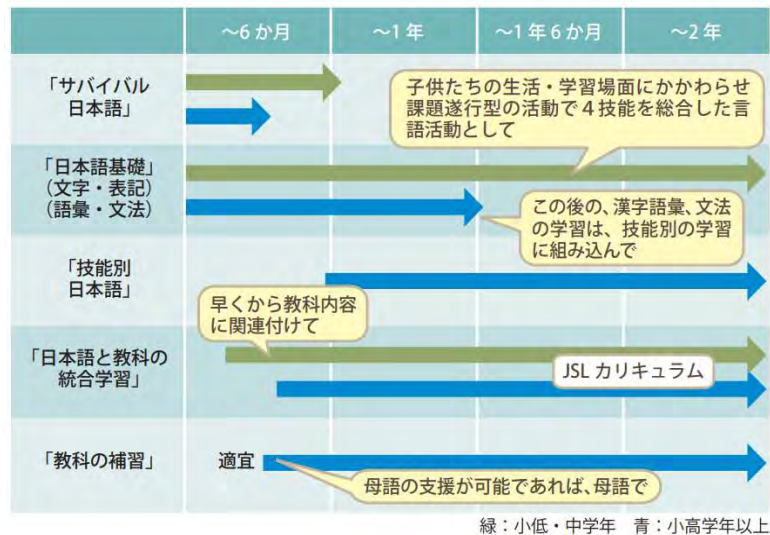 ～6か月
～1年
～1年6か月
～2年
「サバイバル
日本語」
子供たちの生活・学習場面にかかわらせ
課題遂行型の活動で4技能を総合した言
語活動として
「日本語基礎」
（文字・表記）
（語彙・文法）
この後の、漢字語彙、文法
の学習は、技能別の学習
に組み込んで
「技能別
日本語」
早くから教科内容
に関連付けて
「日本語と教科の
統合学習」
JSL カリキュラム
「教科の補習」
適宜
母語の支援が可能であれば、母語で
緑：小低・中学年　青：小高学年以上